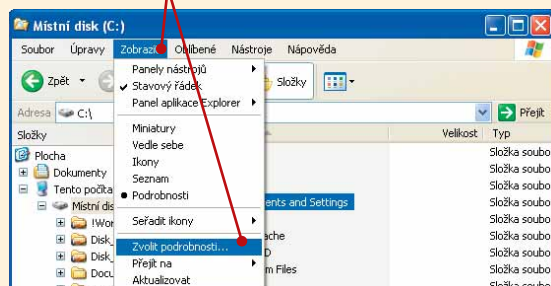 Místní disk (C:)
Soubor Úpravy Zobrazit Oblíbené Nástroje Nápověda
Zpět Složky
Adresa C:\ Přejít
Složky Velikost Typ
Panely nástrojů
Stavový řádek
Panel aplikace Explorer
Miniatury
Vedle sebe
Ikony
Seznam
Podrobnosti
Seřadit ikony
Zvolit podrobnosti...
Přejít na
Aktualizovat
Plocha
Dokumenty
Tento počíta
Místní dis
!Wor
Disk_
Disk_
Docu
ents and Settings
ache
D
m Files
Složka soubo
Složka soubo
Složka soubo
Složka soubo
Složka soubo
Složka soubo
Složka soubo
Složka soubo